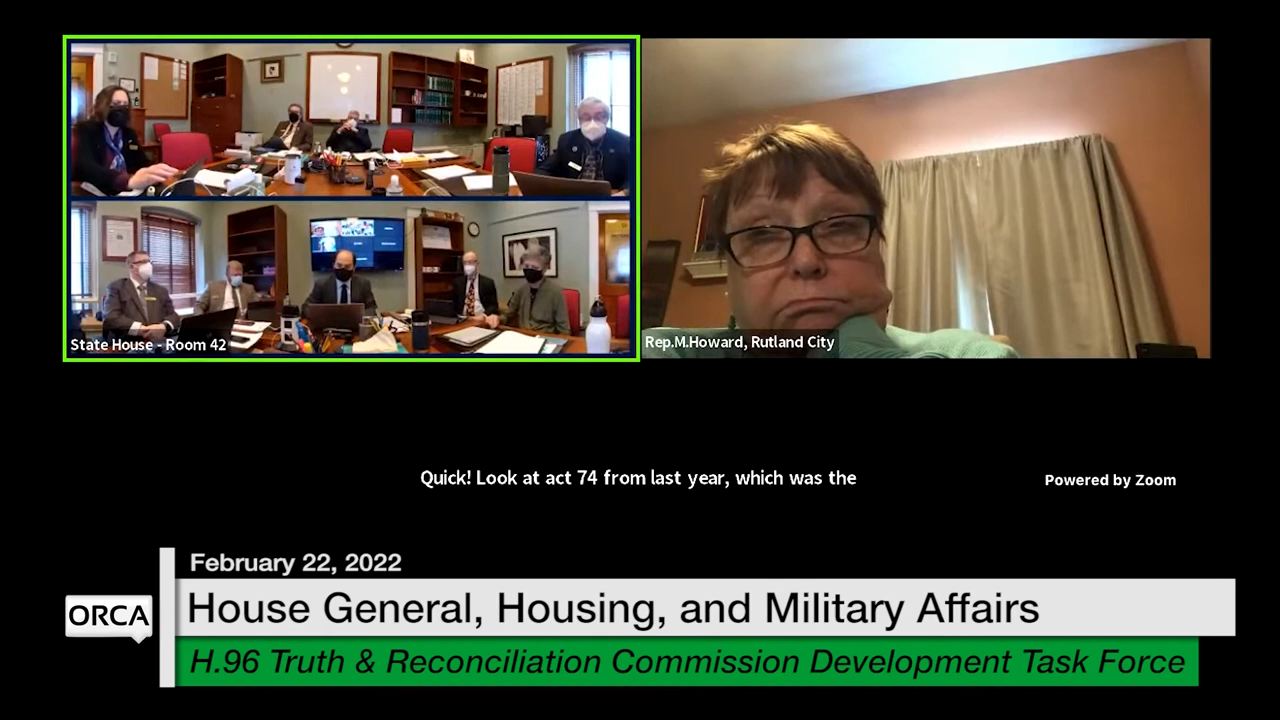 State House - Room 42
Rep.M.Howard, Rutland City
Quick! Look at act 74 from last year, which was the
Powered by Zoom
February 22, 2022
ORCA
House General, Housing, and Military Affairs
H.96 Truth & Reconciliation Commission Development Task Force